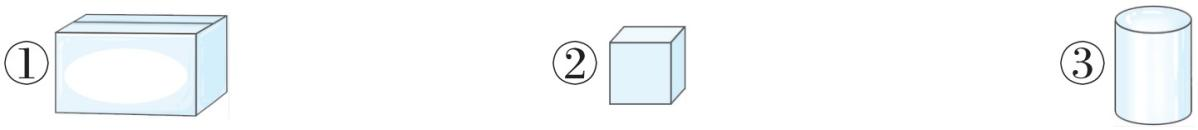 ① ② ③